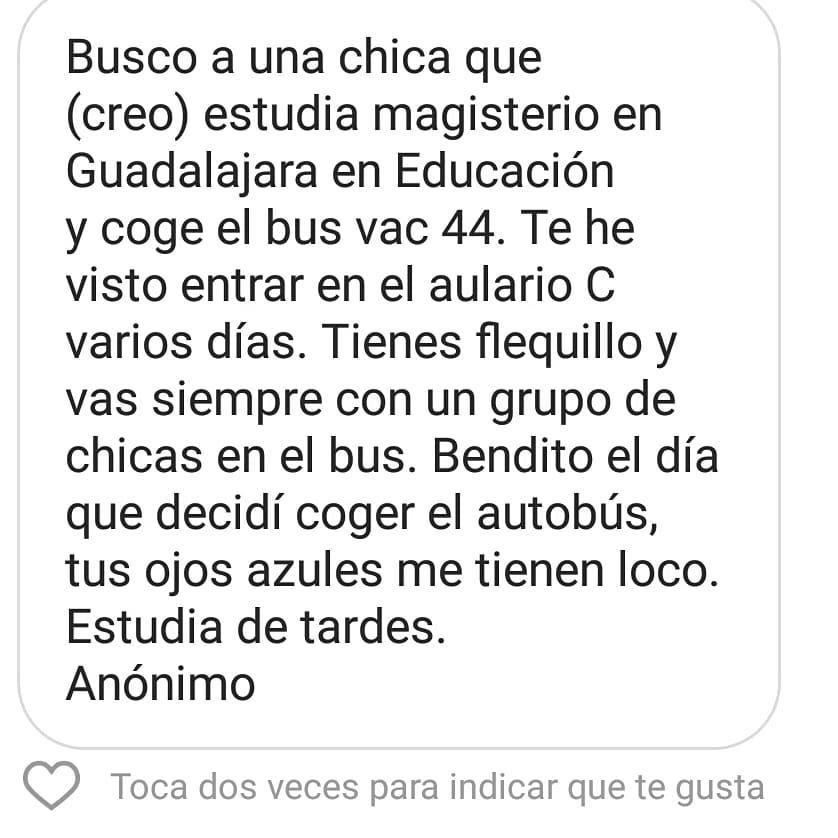 Busco a una chica que
(creo) estudia magisterio en
Guadalajara en Educación
y coge el bus vac 44. Te he
visto entrar en el aulario C
varios días. Tienes flequillo y
vas siempre con un grupo de
chicas en el bus. Bendito el día
que decidí coger el autobús,
tus ojos azules me tienen loco.
Estudia de tardes.
Anónimo
Toca dos veces para indicar que te gusta